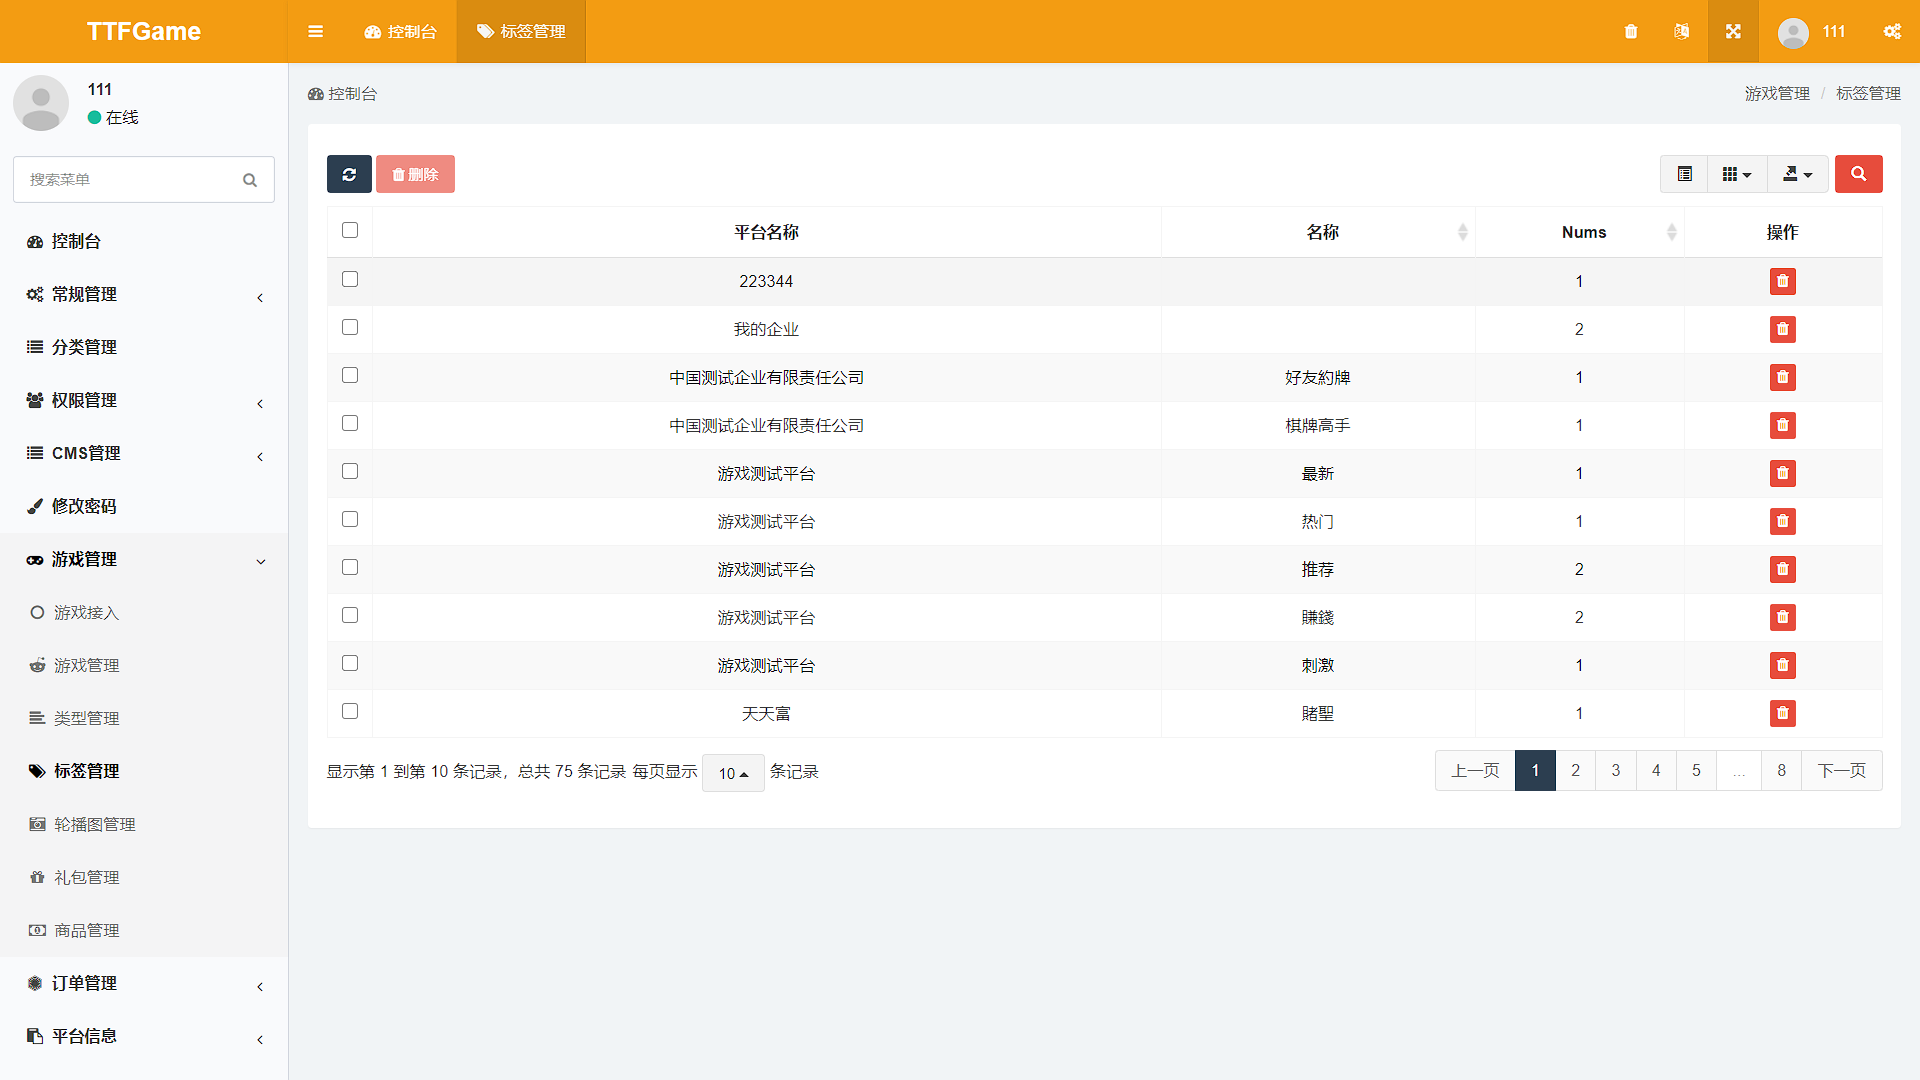 TTFGame
控制台
标签管理
111
111
在线
搜索菜单
控制台
常规管理
分类管理
权限管理
CMS管理
修改密码
游戏管理
游戏接入
游戏管理
类型管理
标签管理
轮播图管理
礼包管理
商品管理
订单管理
平台信息
控制台
游戏管理 / 标签管理
删除
平台名称 名称 Nums 操作
223344 1
我的企业 2
中国测试企业有限责任公司 好友約牌 1
中国测试企业有限责任公司 棋牌高手 1
游戏测试平台 最新 1
游戏测试平台 热门 1
游戏测试平台 推荐 2
游戏测试平台 賺錢 2
游戏测试平台 刺激 1
天天富 賭聖 1
显示第 1 到第 10 条记录，总共 75 条记录 每页显示 10 条记录
上一页 1 2 3 4 5 ... 8 下一页